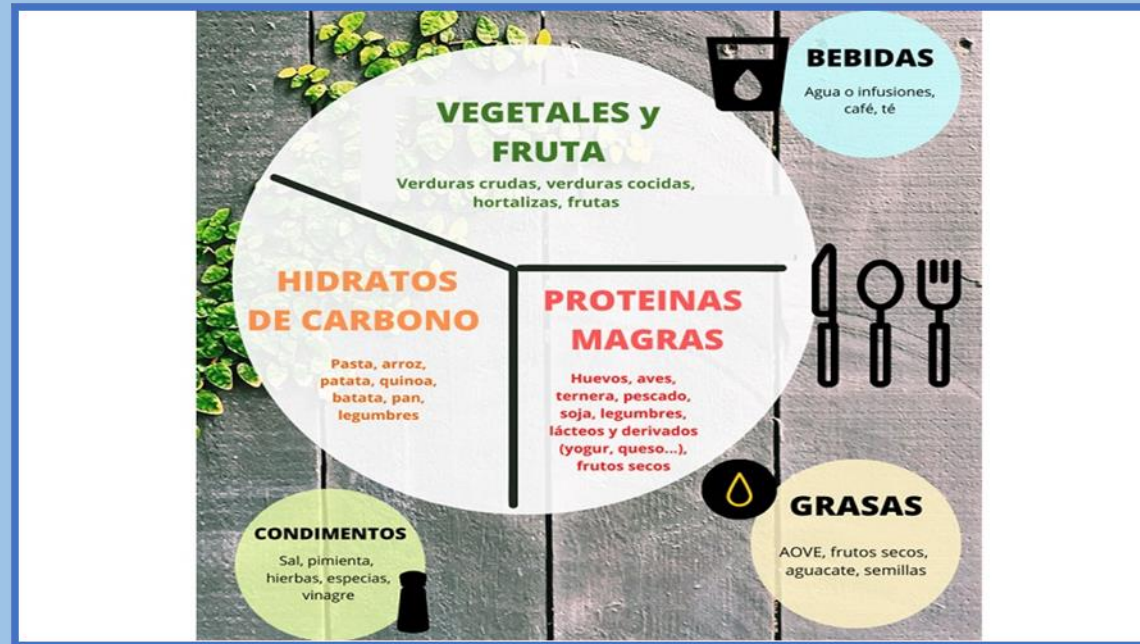 VEGETALES y
FRUTA
Verduras crudas, verduras cocidas,
hortalizas, frutas
BEBIDAS
Agua o infusiones,
café, té
HIDRATOS
DE CARBONO
Pasta, arroz,
patata, quinoa,
batata, pan,
legumbres
PROTEINAS
MAGRAS
Huevos, aves,
ternera, pescado,
soja, legumbres,
lácteos y derivados
(yogur, queso...),
frutos secos
CONDIMENTOS
Sal, pimienta,
hierbas, especias,
vinagre
GRASAS
AOVE, frutos secos,
aguacate, semillas